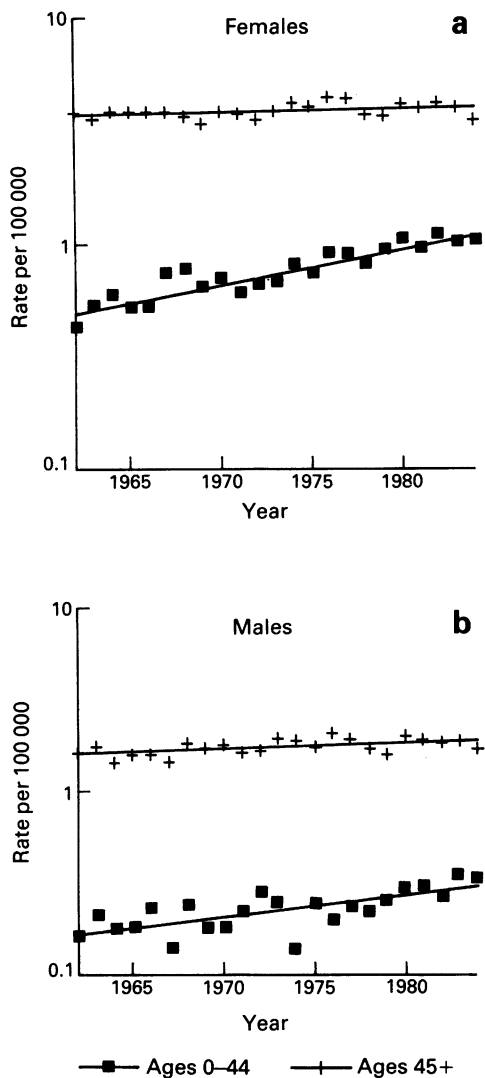 10
Females
a
Rate per 100 000
1
0.1
1965
1970
1975
1980
Year
10
Males
b
Rate per 100 000
1
0.1
1965
1970
1975
1980
Year
Ages 0–44
Ages 45+